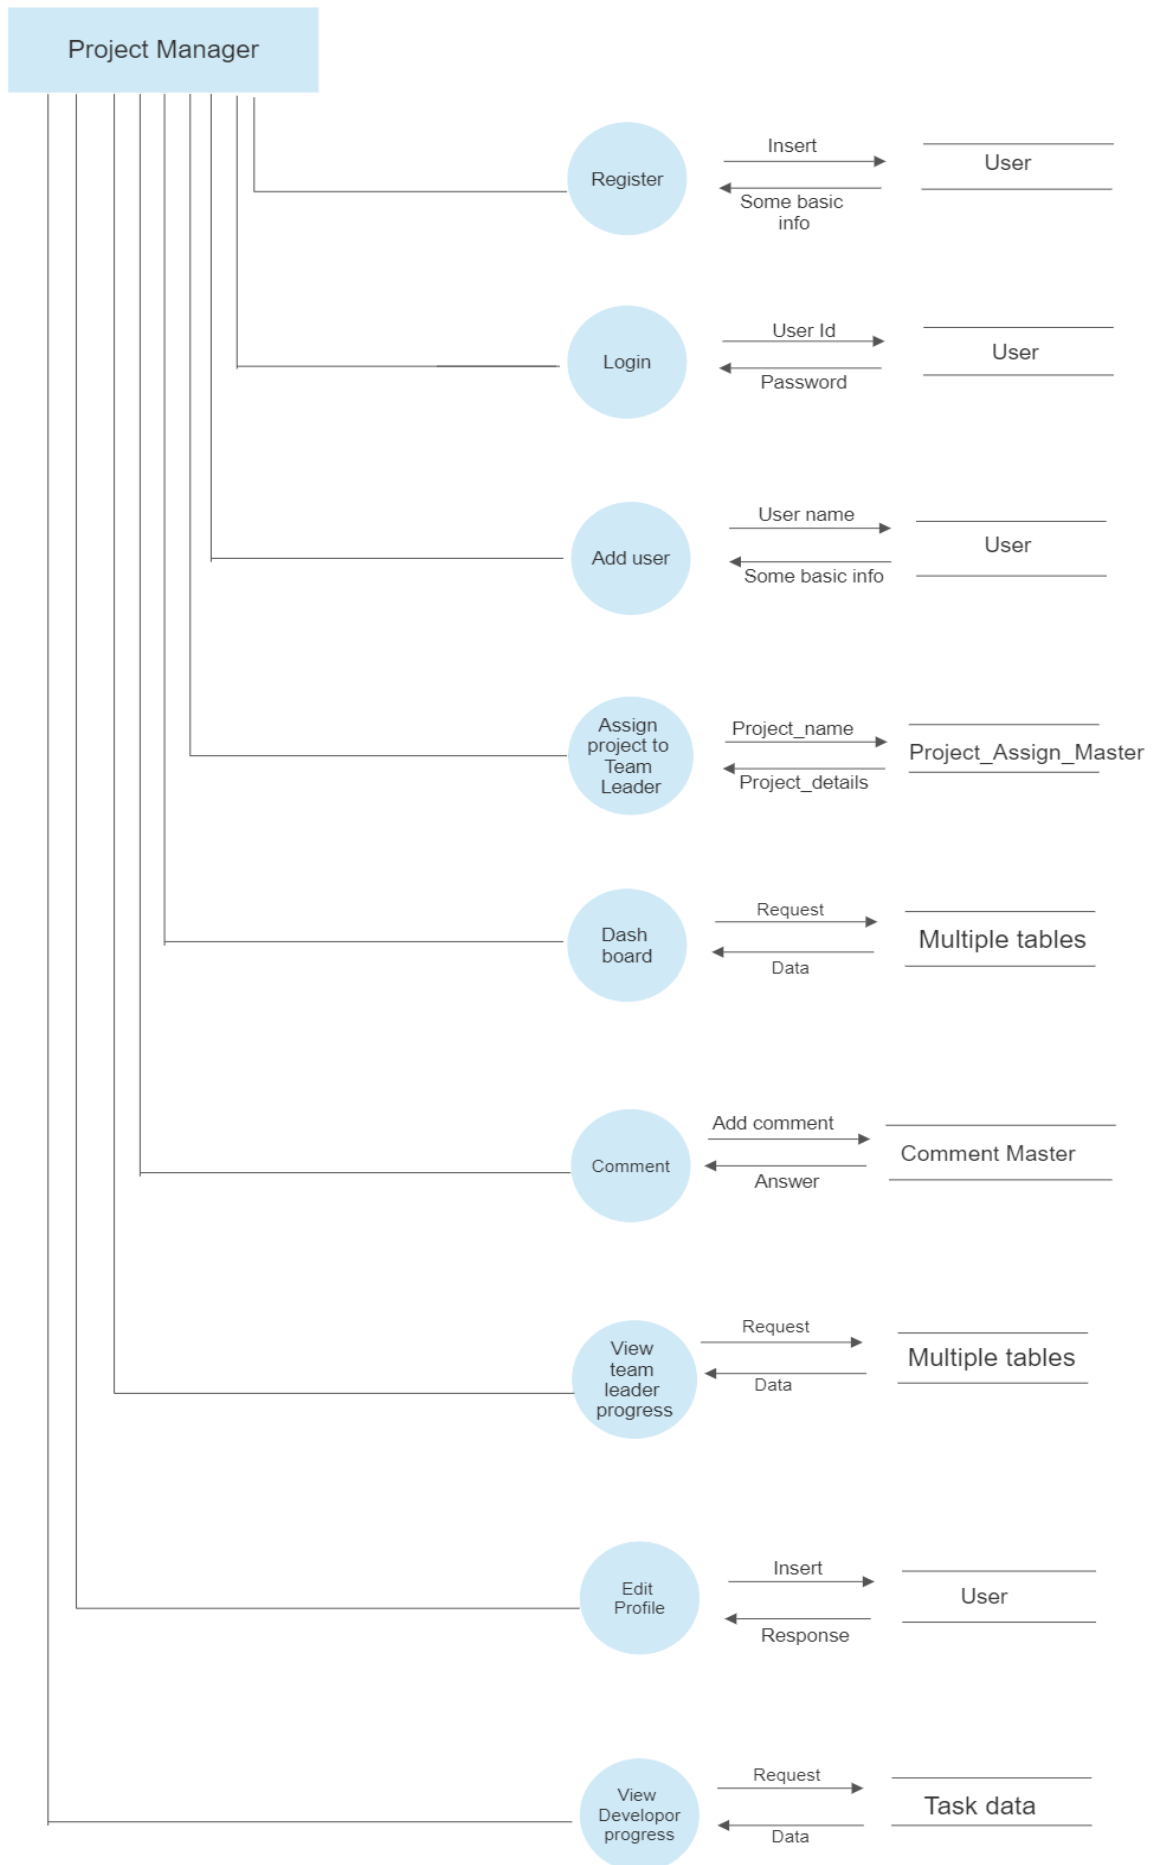 Project Manager
Insert
Register
User
Some basic
info
User Id
Login
User
Password
User name
Add user
User
Some basic info
Assign
project to
Team
Leader
Project_name
Project_Assign_Master
Project_details
Request
Dash
board
Multiple tables
Data
Add comment
Comment
Comment Master
Answer
Request
View
team
leader
progress
Multiple tables
Data
Insert
Edit
Profile
User
Response
Request
View
Developor
progress
Task data
Data